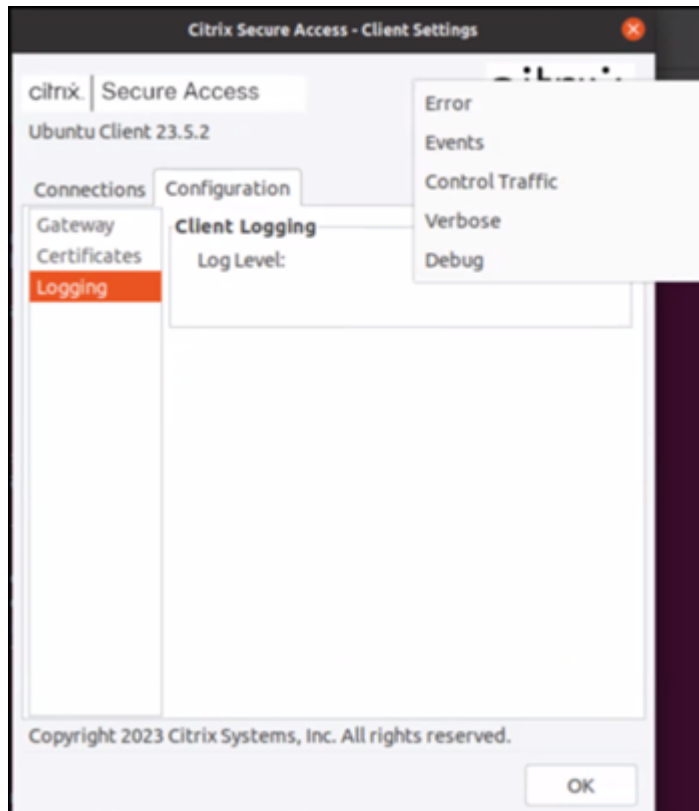 Citrix Secure Access - Client Settings
citrix. Secure Access
Ubuntu Client 23.5.2
Connections
Configuration
Gateway
Certificates
Logging
Client Logging
Log Level:
Error
Events
Control Traffic
Verbose
Debug
Copyright 2023 Citrix Systems, Inc. All rights reserved.
OK